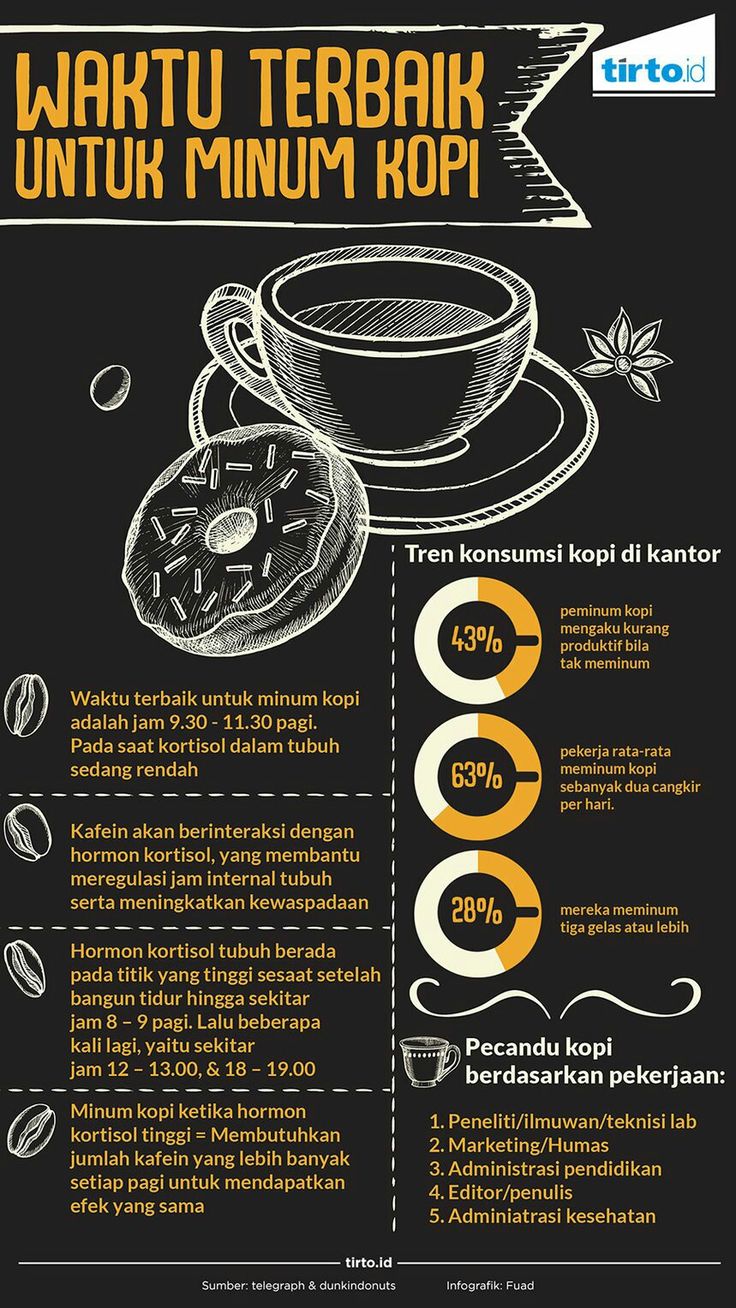 WAKTU TERBAIK
UNTUK MINUM KOPI
tirto.id
Waktu terbaik untuk minum kopi
adalah jam 9.30 - 11.30 pagi.
Pada saat kortisol dalam tubuh
sedang rendah
Kafein akan berinteraksi dengan
hormon kortisol, yang membantu
meregulasi jam internal tubuh
serta meningkatkan kewaspadaan
Hormon kortisol tubuh berada
pada titik yang tinggi sesaat setelah
bangun tidur hingga sekitar
jam 8 – 9 pagi. Lalu beberapa
kali lagi, yaitu sekitar
jam 12 – 13.00, & 18 – 19.00
Minum kopi ketika hormon
kortisol tinggi = Membutuhkan
jumlah kafein yang lebih banyak
setiap pagi untuk mendapatkan
efek yang sama
Tren konsumsi kopi di kantor
43%
peminum kopi
mengaku kurang
produktif bila
tak meminum
63%
pekerja rata-rata
meminum kopi
sebanyak dua cangkir
per hari.
28%
mereka meminum
tiga gelas atau lebih
Pecandu kopi
berdasarkan pekerjaan:
1. Peneliti/ilmuwan/teknisi lab
2. Marketing/Humas
3. Administrasi pendidikan
4. Editor/penulis
5. Adminiatrasi kesehatan
tirto.id
Sumber: telegraph & dunkindonuts Infografik: Fuad